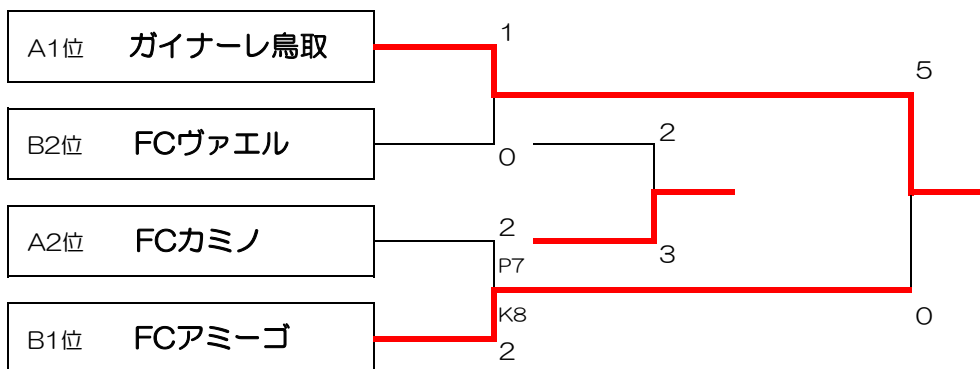 A1位 ガイナーレ鳥取
1
5
B2位 FCヴァエル
0
2
A2位 FCカミノ
2
P7
3
K8
0
B1位 FCアミーゴ
2